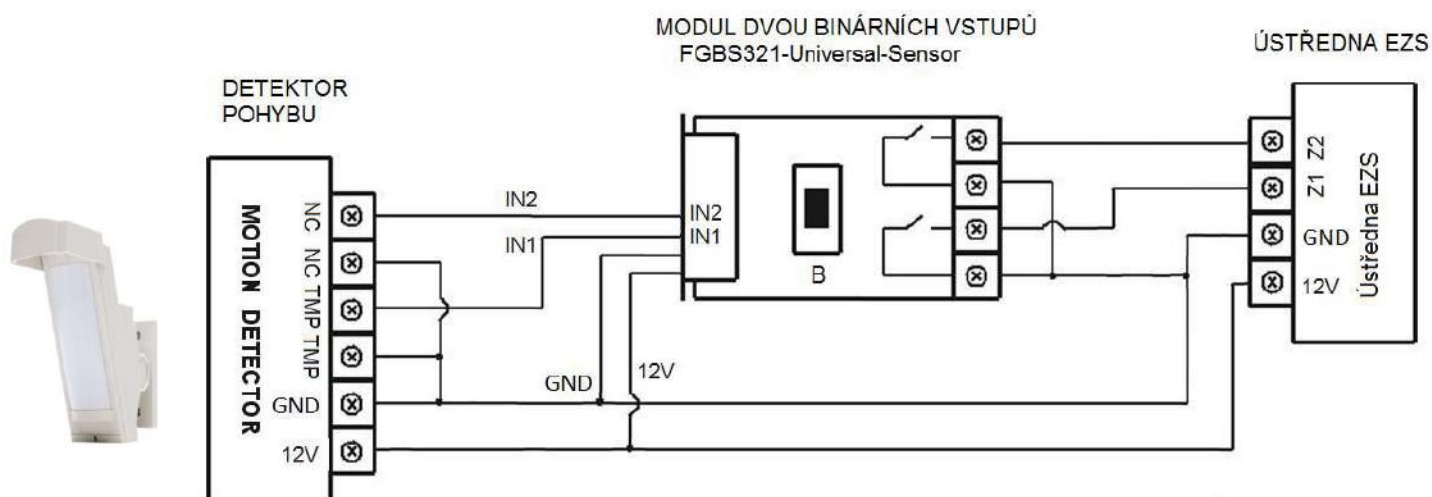 MODUL DVOU BINÁRNÍCH VSTUPŮ
FGBS321-Universal-Sensor
ÚSTŘEDNA EZS
DETEKTOR
POHYBU
MOTION DETECTOR
NC
NC
TMP
TMP
GND
12V
IN2
IN1
GND
12V
IN2
IN1
B
Z2
Z1
GND
12V
Ústředna EZS